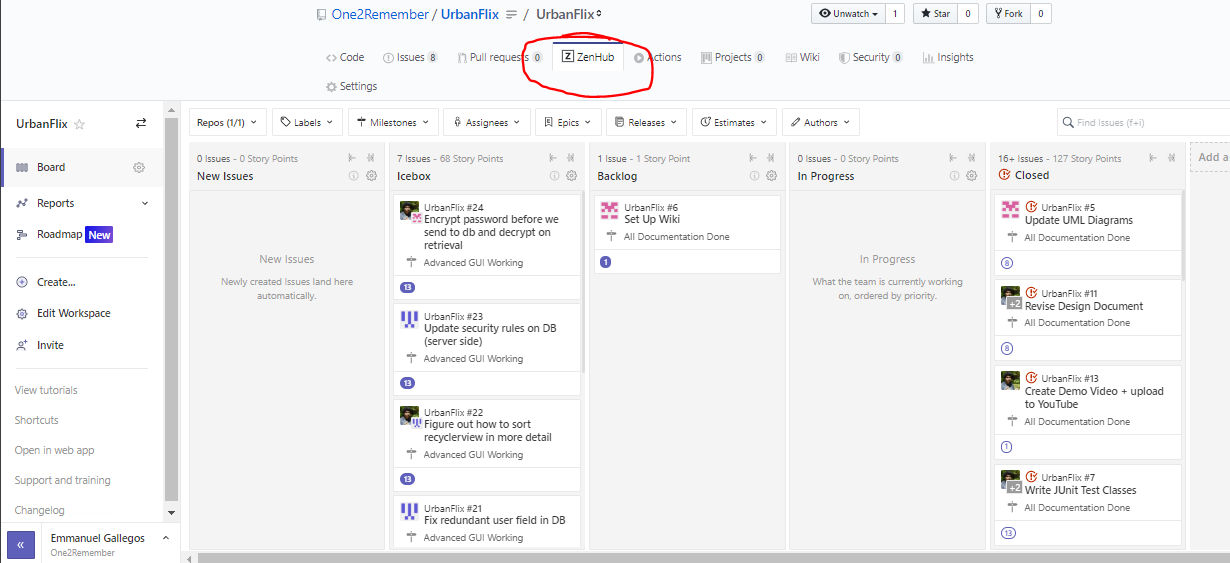 One2Remember / UrbanFlix / UrbanFlix
Unwatch 1 Star 0 Fork 0
Code Issues 8 Pull requests 0 ZenHub Actions Projects 0 Wiki Security 0 Insights
Settings
UrbanFlix
Board
Reports
Roadmap New
Create...
Edit Workspace
Invite
View tutorials
Shortcuts
Open in web app
Support and training
Changelog
Emmanuel Gallegos
One2Remember
Repos (1/1) Labels Milestones Assignees Epics Releases Estimates Authors Find Issues (f+i)
0 Issues - 0 Story Points
New Issues
New Issues
Newly created Issues land here
automatically.
7 Issues - 68 Story Points
Icebox
UrbanFlix #24
Encrypt password before we
send to db and decrypt on
retrieval
Advanced GUI Working
13
UrbanFlix #23
Update security rules on DB
(server side)
Advanced GUI Working
13
UrbanFlix #22
Figure out how to sort
recyclerview in more detail
Advanced GUI Working
13
UrbanFlix #21
Fix redundant user field in DB
Advanced GUI Working
1 Issue - 1 Story Point
Backlog
UrbanFlix #6
Set Up Wiki
All Documentation Done
1
0 Issues - 0 Story Points
In Progress
In Progress
What the team is currently working
on, ordered by priority.
16+ Issues - 127 Story Points
Closed
UrbanFlix #5
Update UML Diagrams
All Documentation Done
8
UrbanFlix #11
+2
Revise Design Document
All Documentation Done
8
UrbanFlix #13
Create Demo Video + upload
to YouTube
All Documentation Done
1
UrbanFlix #7
+2
Write JUnit Test Classes
All Documentation Done
13
Add a